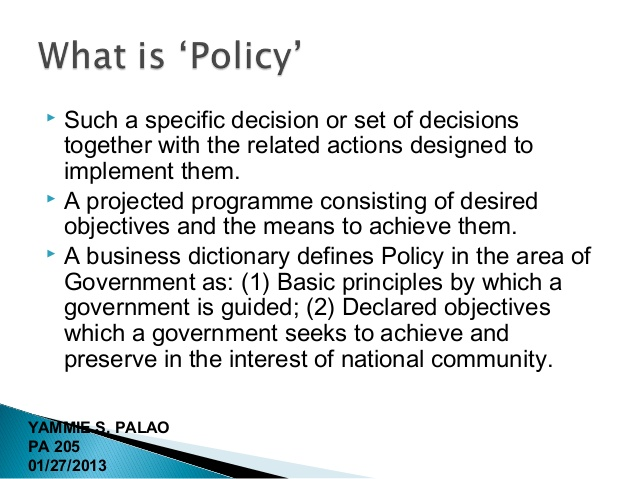 What is ‘Policy’
Such a specific decision or set of decisions
together with the related actions designed to
implement them.
A projected programme consisting of desired
objectives and the means to achieve them.
A business dictionary defines Policy in the area of
Government as: (1) Basic principles by which a
government is guided; (2) Declared objectives
which a government seeks to achieve and
preserve in the interest of national community.
YAMMIE S. PALAO
PA 205
01/27/2013